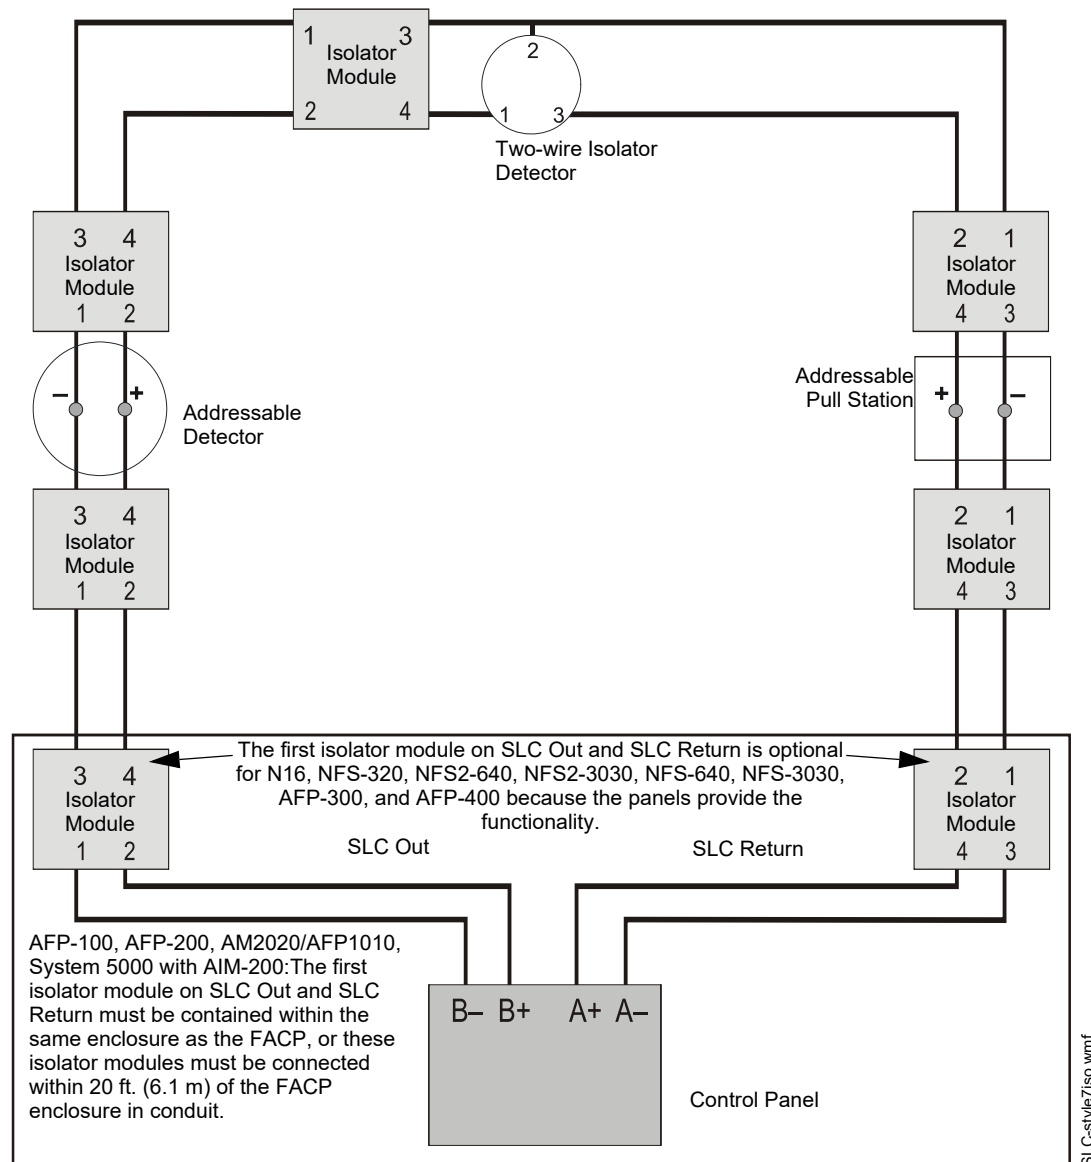 1 3
Isolator
Module
2 4
2
1 3
Two-wire Isolator
Detector
3 4
Isolator
Module
1 2
2 1
Isolator
Module
4 3
– +
Addressable
Detector
Addressable
Pull Station
+ –
3 4
Isolator
Module
1 2
2 1
Isolator
Module
4 3
The first isolator module on SLC Out and SLC Return is optional
for N16, NFS-320, NFS2-640, NFS2-3030, NFS-640, NFS-3030,
AFP-300, and AFP-400 because the panels provide the
functionality.
3 4
Isolator
Module
1 2
SLC Out
SLC Return
2 1
Isolator
Module
4 3
AFP-100, AFP-200, AM2020/AFP1010,
System 5000 with AIM-200:The first
isolator module on SLC Out and SLC
Return must be contained within the
same enclosure as the FACP, or these
isolator modules must be connected
within 20 ft. (6.1 m) of the FACP
enclosure in conduit.
B– B+ A+ A–
Control Panel
SLC-style7iso.wmf